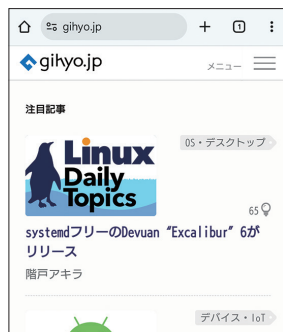 gihyo.jp
1
gihyo.jp
メニュー
注目記事
Linux
Daily
Topics
OS・デスクトップ
65
systemdフリーのDevuan “Excalibur” 6が
リリース
階戸アキラ
デバイス・IoT